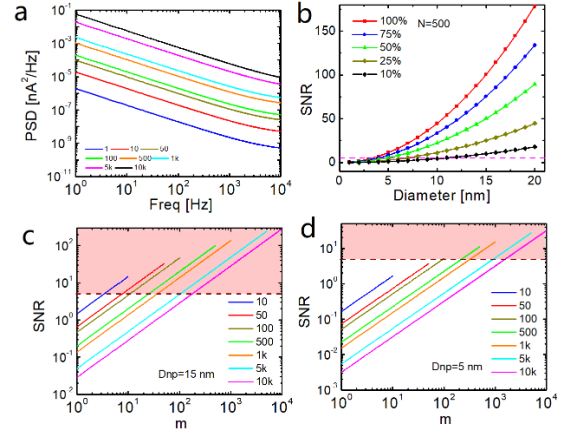 a
PSD [nA²/Hz]
10⁻¹
10⁻³
10⁻⁵
10⁻⁷
10⁻⁹
10⁻¹¹
1 10 50
100 500 1k
5k 10k
10⁰ 10¹ 10² 10³ 10⁴
Freq [Hz]
b
SNR
150
100
50
0
100% N=500
75%
50%
25%
10%
0 5 10 15 20
Diameter [nm]
c
SNR
10²
10¹
10⁰
10⁻¹
10⁻²
10
50
100
500
1k
5k
10k
Dnp=15 nm
10⁰ 10¹ 10² 10³ 10⁴
m
d
SNR
10²
10¹
10⁰
10⁻¹
10⁻²
10⁻³
10
50
100
500
1k
5k
10k
Dnp=5 nm
10⁰ 10¹ 10² 10³ 10⁴
m